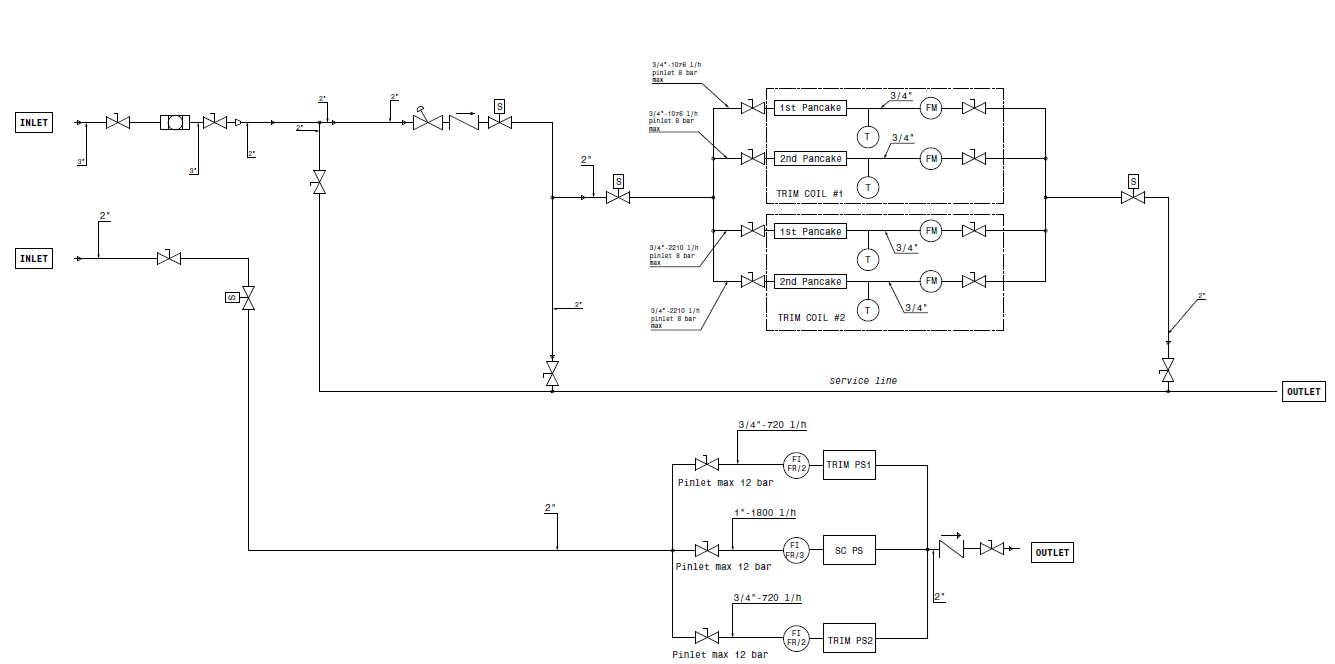 3/4"-1076 l/h
pinlet 8 bar
max
S
3/4"
INLET
2"
2"
1st Pancake
FM
3"
3"
2"
2"
3/4"-1076 l/h
pinlet 8 bar
max
T
3/4"
2nd Pancake
FM
2"
S
T
TRIM COIL #1
S
2"
INLET
S
1st Pancake
FM
3/4"-2210 l/h
pinlet 8 bar
max
T
3/4"
2nd Pancake
FM
2"
3/4"-2210 l/h
pinlet 8 bar
max
T
3/4"
TRIM COIL #2
2"
service line
OUTLET
3/4"-720 l/h
FI
FR/2
TRIM PS1
Pinlet max 12 bar
2"
1"-1800 l/h
FI
FR/3
SC PS
OUTLET
Pinlet max 12 bar
3/4"-720 l/h
2"
FI
FR/2
TRIM PS2
Pinlet max 12 bar